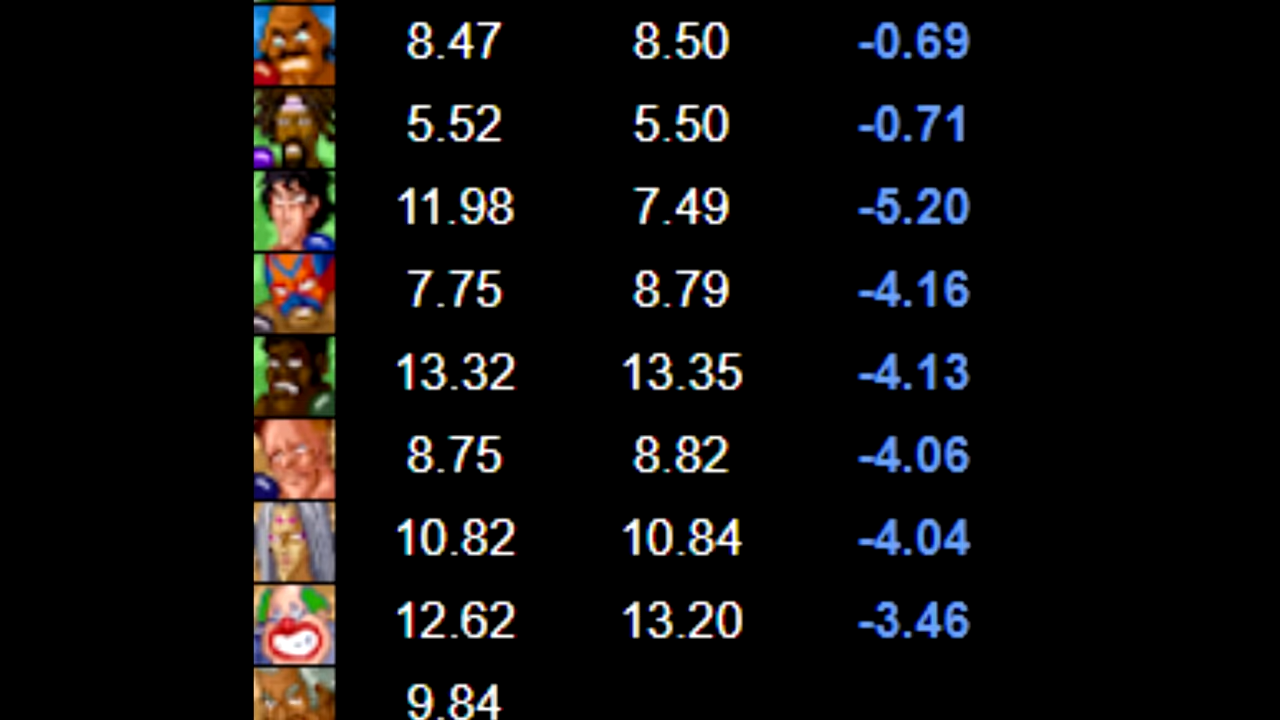 8.47 8.50 -0.69
5.52 5.50 -0.71
11.98 7.49 -5.20
7.75 8.79 -4.16
13.32 13.35 -4.13
8.75 8.82 -4.06
10.82 10.84 -4.04
12.62 13.20 -3.46
9.84